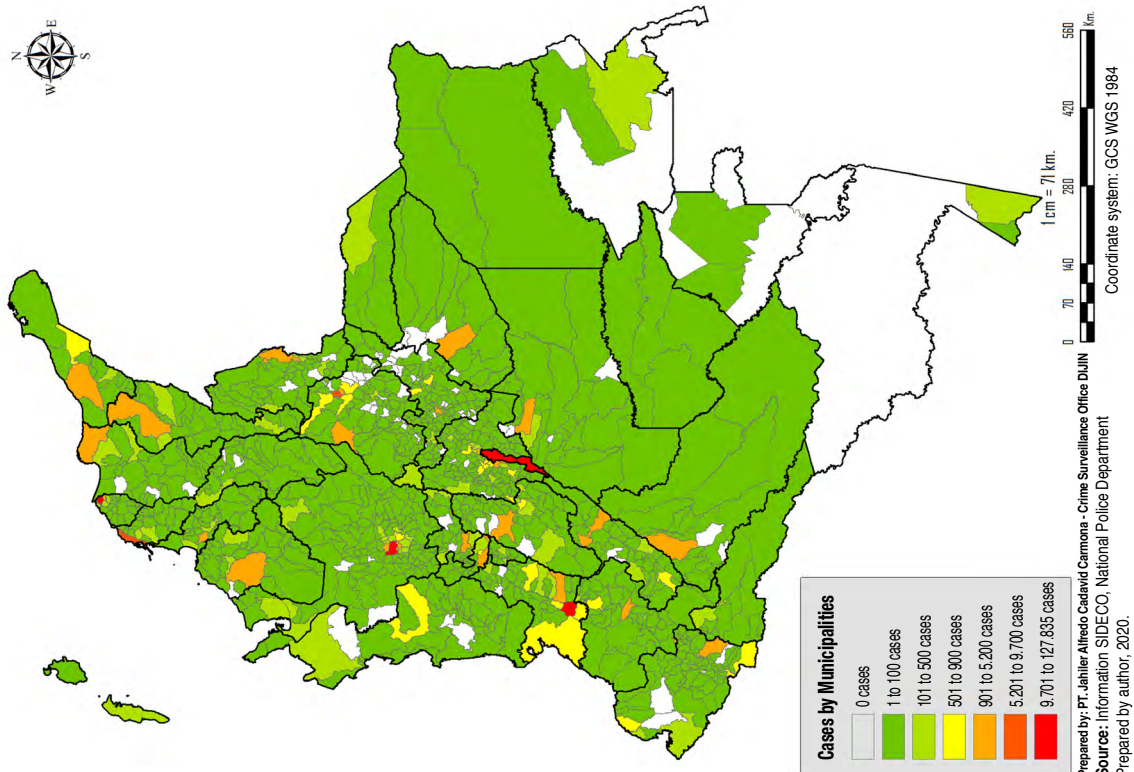 N
W E
S
Cases by Municipalities
0 cases
1 to 100 cases
101 to 500 cases
501 to 900 cases
901 to 5.200 cases
5.201 to 9.700 cases
9.701 to 127.835 cases
1 cm = 71 km.
0 70 140 280 420 560
Km.
Coordinate system: GCS WGS 1984
Prepared by: PT. Jahiler Alfredo Cadavid Carmona - Crime Surveillance Office DIJIN
Source: Information SIDECO, National Police Department
Prepared by author, 2020.